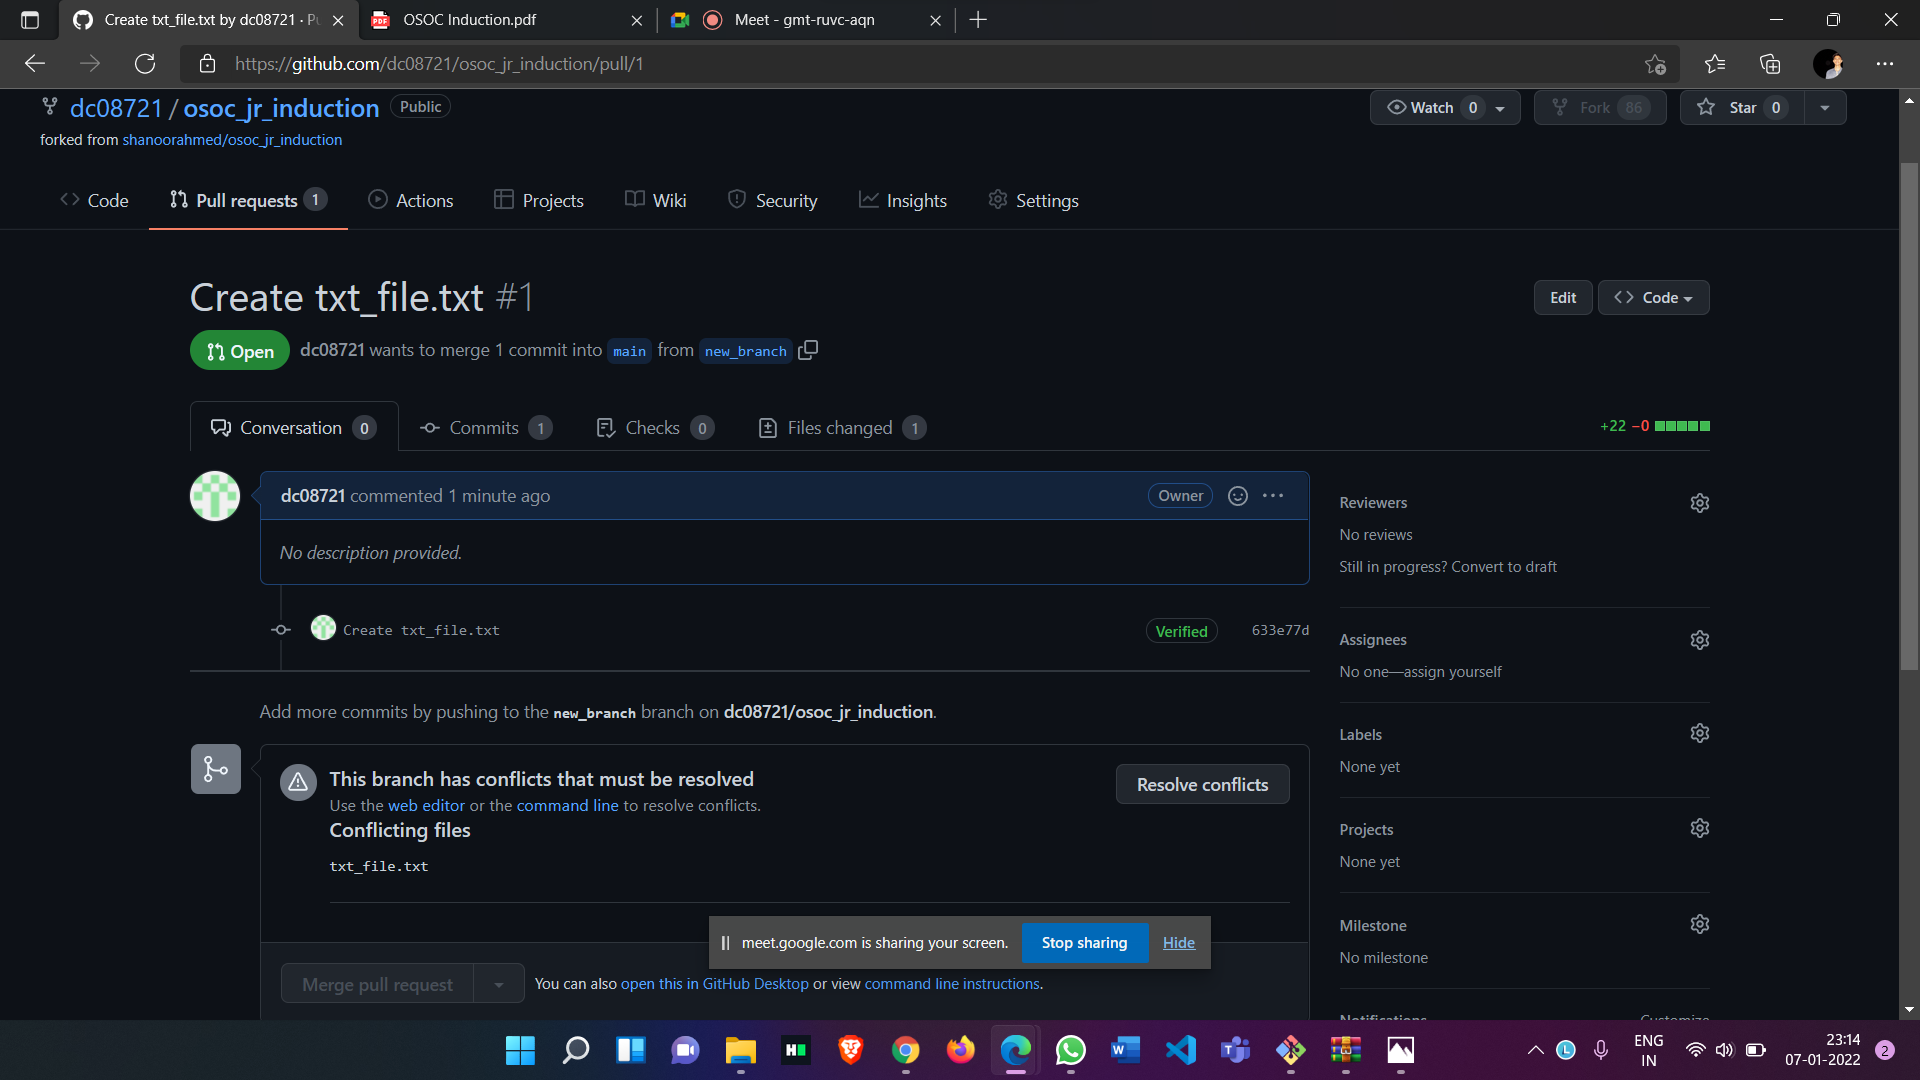 Create txt_file.txt by dc08721 · Pu
OSOC Induction.pdf
Meet - gmt-ruvc-aqn
https://github.com/dc08721/osoc_jr_induction/pull/1
dc08721 / osoc_jr_induction Public
Watch 0
Fork 86
Star 0
forked from shanoorahmed/osoc_jr_induction
Code
Pull requests 1
Actions
Projects
Wiki
Security
Insights
Settings
Create txt_file.txt #1
Edit
Code
Open
dc08721 wants to merge 1 commit into main from new_branch
Conversation 0
Commits 1
Checks 0
Files changed 1
+22 −0
dc08721 commented 1 minute ago
Owner
No description provided.
Create txt_file.txt
Verified
633e77d
Add more commits by pushing to the new_branch branch on dc08721/osoc_jr_induction.
This branch has conflicts that must be resolved
Use the web editor or the command line to resolve conflicts.
Resolve conflicts
Conflicting files
txt_file.txt
Merge pull request
You can also open this in GitHub Desktop or view command line instructions.
Reviewers
No reviews
Still in progress? Convert to draft
Assignees
No one—assign yourself
Labels
None yet
Projects
None yet
Milestone
No milestone
Notifications
Customize
meet.google.com is sharing your screen.
Stop sharing
Hide
ENG
IN
23:14
07-01-2022
2